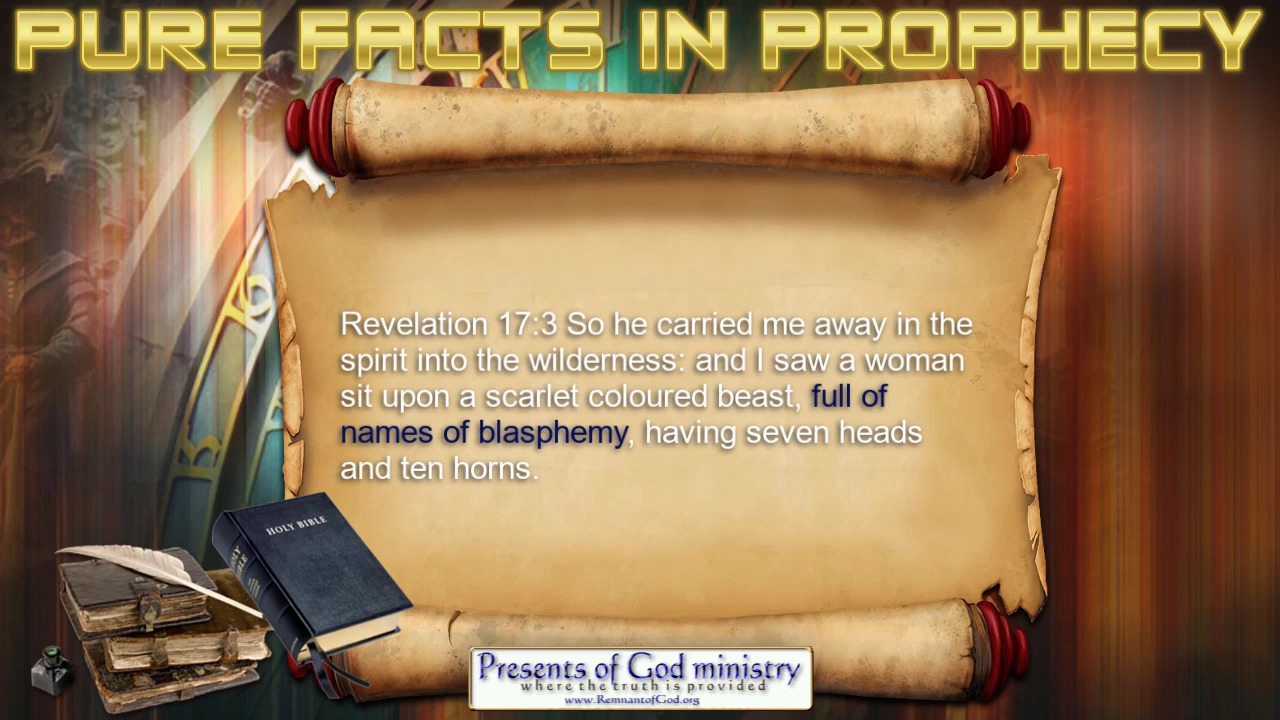 PURE FACTS IN PROPHECY
Revelation 17:3 So he carried me away in the
spirit into the wilderness: and I saw a woman
sit upon a scarlet coloured beast, full of
names of blasphemy, having seven heads
and ten horns.
HOLY BIBLE
HOLY BIBLE
Presents of God ministry
where the truth is provided
www.RemnantofGod.org